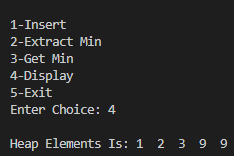 1-Insert
2-Extract Min
3-Get Min
4-Display
5-Exit
Enter Choice: 4
Heap Elements Is: 1 2 3 9 9